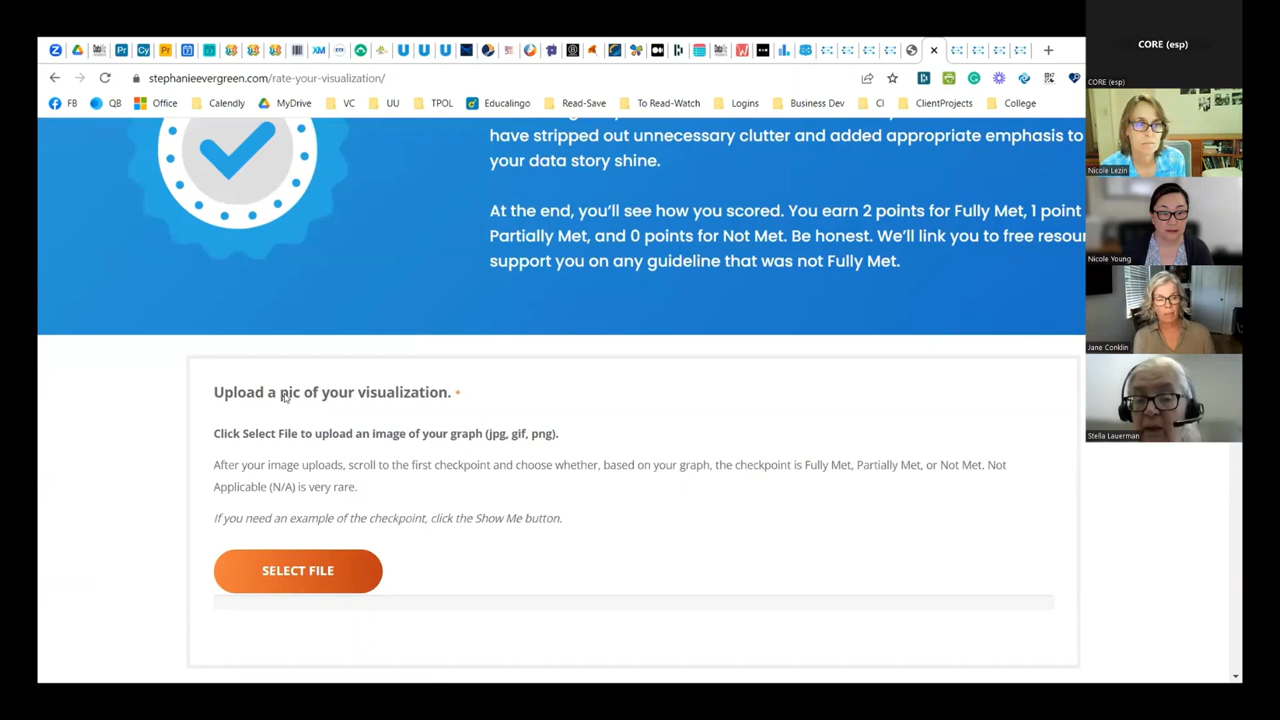 CORE (esp)
stephanieevergreen.com/rate-your-visualization/
FB QB Office Calendly MyDrive VC UU TPOL Educalingo Read-Save To Read-Watch Logins Business Dev CI ClientProjects College
CORE (esp)
Nicole Lezin
Nicole Young
Jane Conklin
Stella Lauerman
have stripped out unnecessary clutter and added appropriate emphasis to
your data story shine.
At the end, you'll see how you scored. You earn 2 points for Fully Met, 1 point
Partially Met, and 0 points for Not Met. Be honest. We'll link you to free
support you on any guideline that was not Fully Met.
Upload a pic of your visualization. *
Click Select File to upload an image of your graph (jpg, gif, png).
After your image uploads, scroll to the first checkpoint and choose whether, based on your graph, the checkpoint is Fully Met, Partially Met, or Not Met. Not
Applicable (N/A) is very rare.
If you need an example of the checkpoint, click the Show Me button.
SELECT FILE